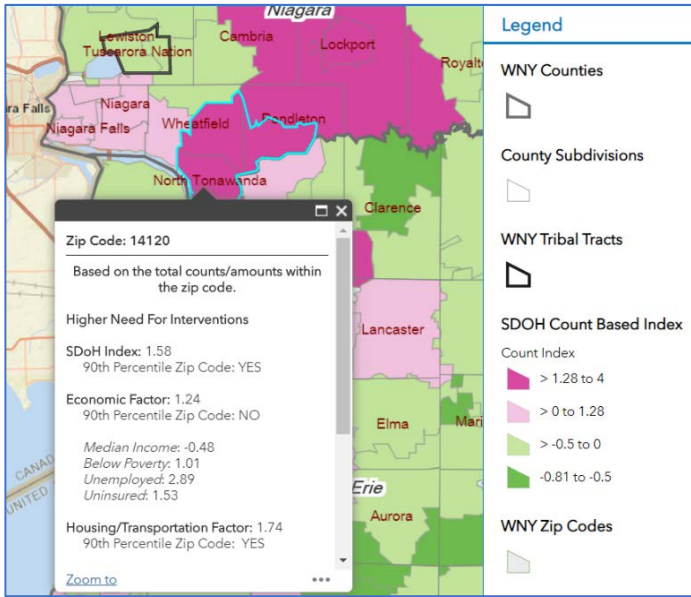 Niagara
Lewiston
Tuscarora Nation
Cambria
Lockport
Royalto
ra Falls
Niagara
Niagara Falls
Wheatfield
Pendleton
North Tonawanda
Clarence
Lancaster
Elma
Mari
Erie
Aurora
CANAD
UNITED
Zip Code: 14120
Based on the total counts/amounts within
the zip code.
Higher Need For Interventions
SDoH Index: 1.58
90th Percentile Zip Code: YES
Economic Factor: 1.24
90th Percentile Zip Code: NO
Median Income: -0.48
Below Poverty: 1.01
Unemployed: 2.89
Uninsured: 1.53
Housing/Transportation Factor: 1.74
90th Percentile Zip Code: YES
Zoom to
Legend
WNY Counties
County Subdivisions
WNY Tribal Tracts
SDOH Count Based Index
Count Index
> 1.28 to 4
> 0 to 1.28
> -0.5 to 0
-0.81 to -0.5
WNY Zip Codes